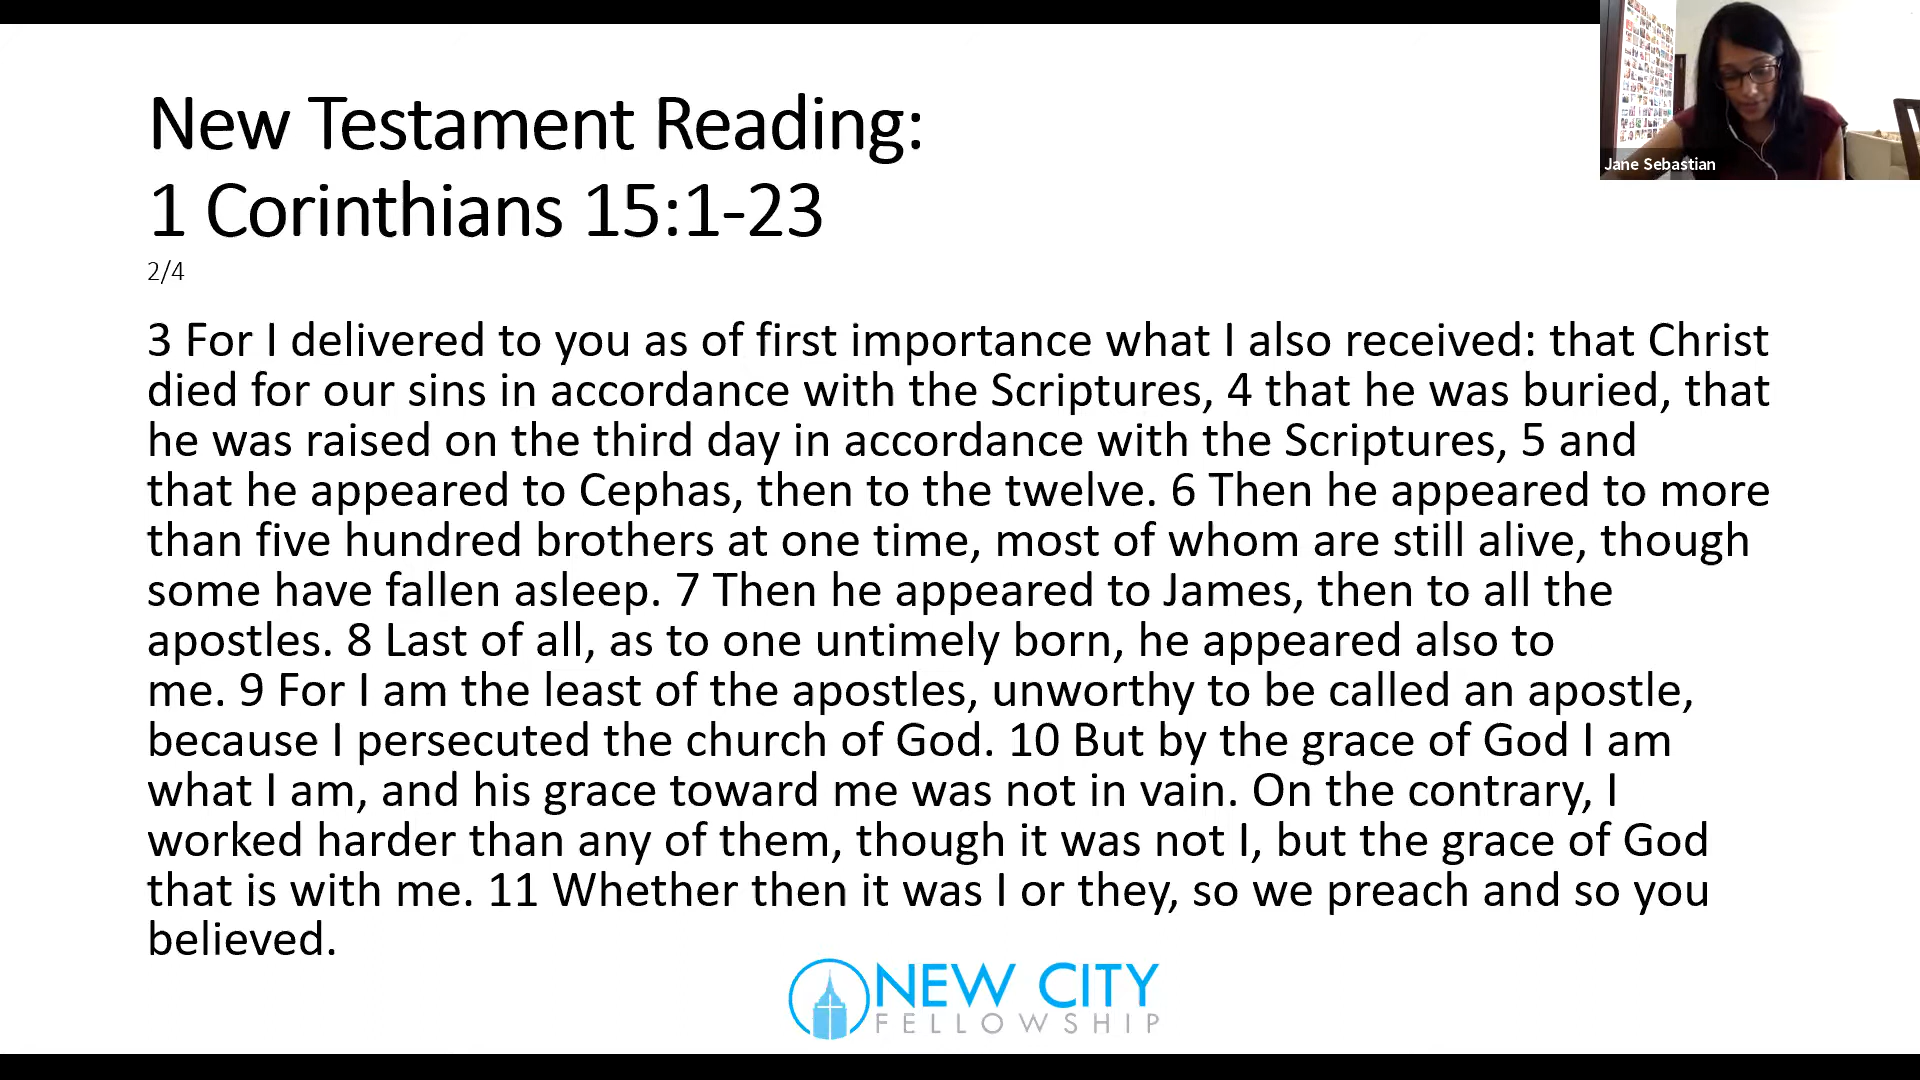 New Testament Reading:
1 Corinthians 15:1-23
2/4
3 For I delivered to you as of first importance what I also received: that Christ
died for our sins in accordance with the Scriptures, 4 that he was buried, that
he was raised on the third day in accordance with the Scriptures, 5 and
that he appeared to Cephas, then to the twelve. 6 Then he appeared to more
than five hundred brothers at one time, most of whom are still alive, though
some have fallen asleep. 7 Then he appeared to James, then to all the
apostles. 8 Last of all, as to one untimely born, he appeared also to
me. 9 For I am the least of the apostles, unworthy to be called an apostle,
because I persecuted the church of God. 10 But by the grace of God I am
what I am, and his grace toward me was not in vain. On the contrary, I
worked harder than any of them, though it was not I, but the grace of God
that is with me. 11 Whether then it was I or they, so we preach and so you
believed.
NEW CITY
FELLOWSHIP
Jane Sebastian